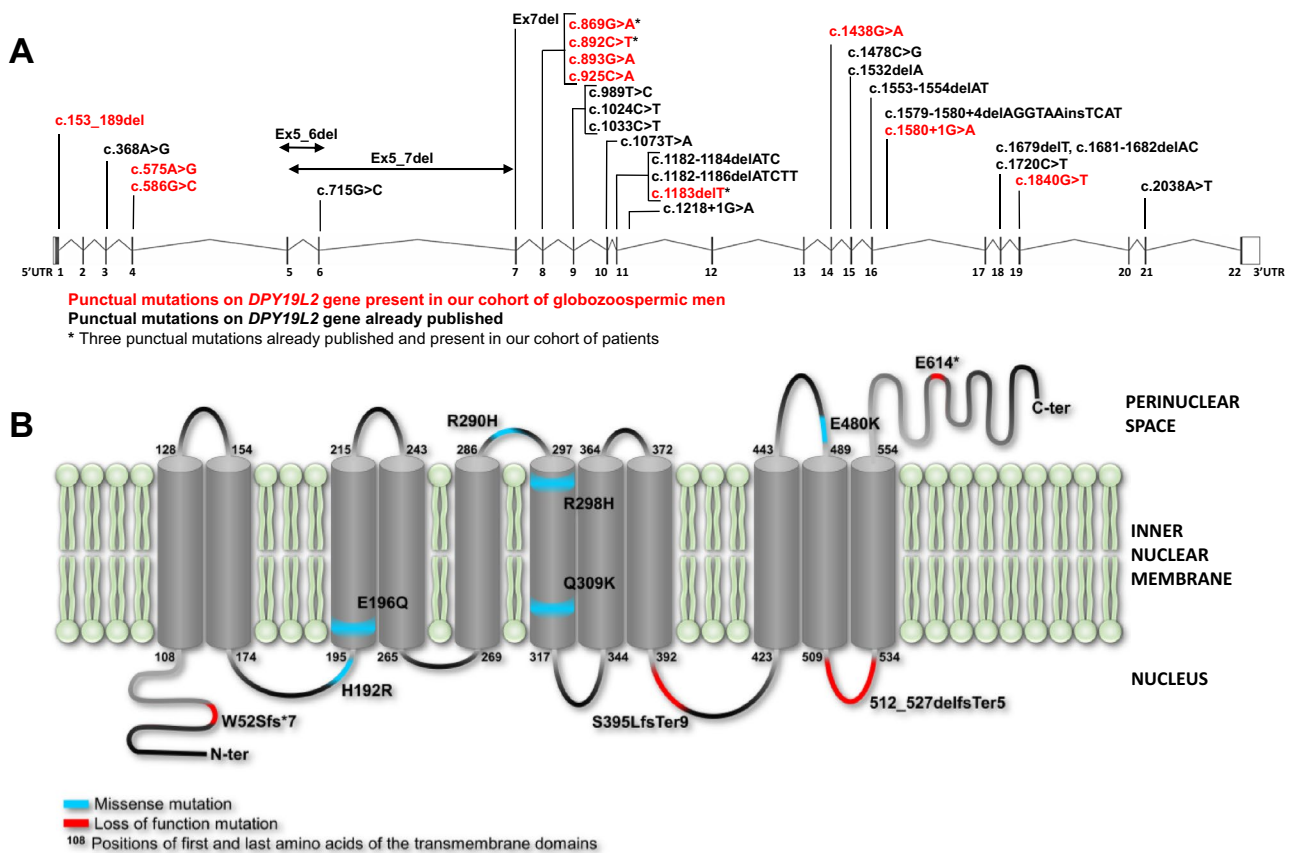 A
Ex7del
c.869G>A*
c.892C>T*
c.893G>A
c.925C>A
c.989T>C
c.1024C>T
c.1033C>T
c.1073T>A
c.1438G>A
c.1478C>G
c.1532delA
c.1553-1554delAT
c.1579-1580+4delAGGTAAinsTCAT
c.1580+1G>A
c.153_189del
c.368A>G
c.575A>G
c.586G>C
Ex5_6del
Ex5_7del
c.715G>C
c.1182-1184delATC
c.1182-1186delATCTT
c.1183delT*
c.1218+1G>A
c.1679delT, c.1681-1682delAC
c.1720C>T
c.1840G>T
c.2038A>T
5'UTR 1 2 3 4 5 6 7 8 9 10 11 12 13 14 15 16 17 18 19 20 21 22 3'UTR
Punctual mutations on DPY19L2 gene present in our cohort of globozoospermic men
Punctual mutations on DPY19L2 gene already published
* Three punctual mutations already published and present in our cohort of patients
B
E614*
C-ter
PERINUCLEAR
SPACE
R290H
E480K
128 154 215 243 286 297 364 372 443 489 554
R298H
INNER
NUCLEAR
MEMBRANE
Q309K
E196Q
108 174 195 265 269 317 344 392 423 509 534
NUCLEUS
H192R
W52Sfs*7
S395LfsTer9
512_527delfsTer5
N-ter
Missense mutation
Loss of function mutation
108 Positions of first and last amino acids of the transmembrane domains